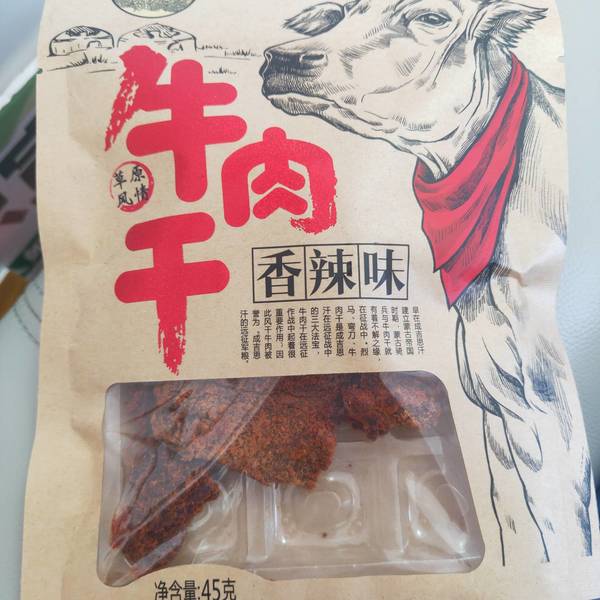 牛肉干
草原
风情
香辣味
早在成吉思汗
建立蒙古帝国
时期,蒙古骑
兵与牛肉干就
有着不解之缘,
在征战中,烈
马、弯刀、牛
肉干是成吉思
汗在远征战中
的三大法宝,
牛肉干在远征
作战中起着很
重要作用,因
此风干牛肉被
誉为“成吉思
汗的远征军粮。
净含量:45克